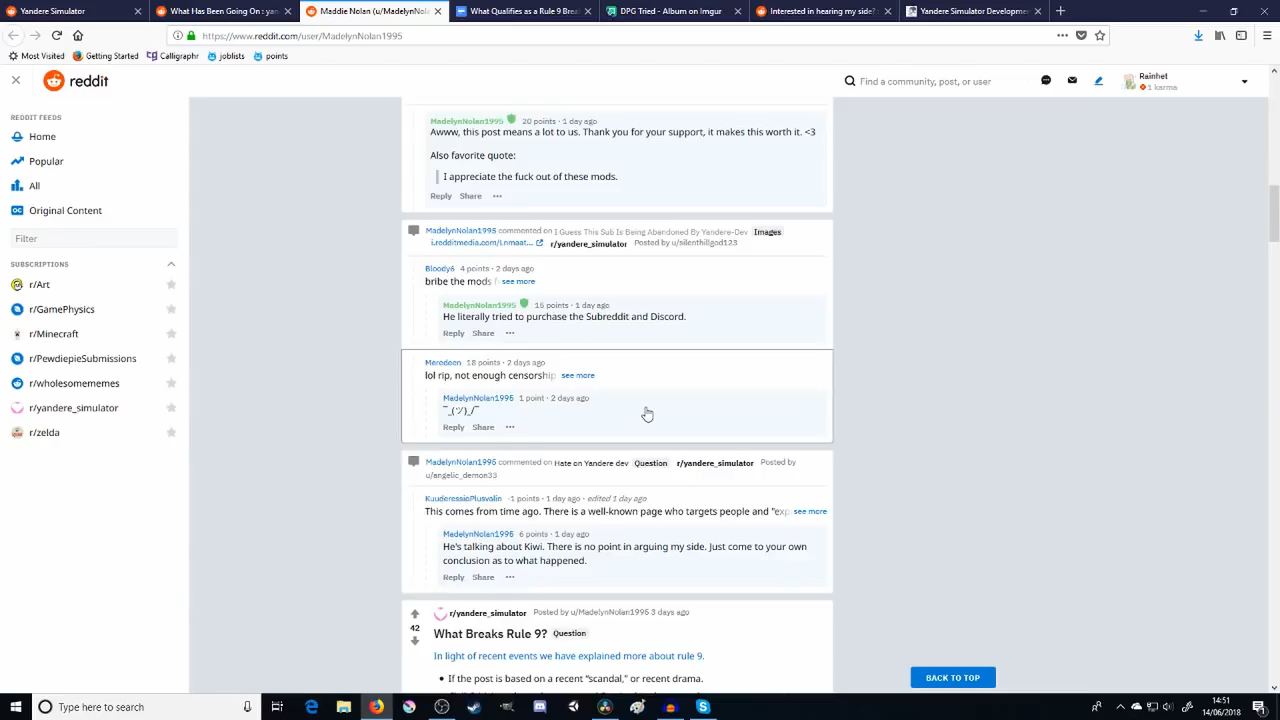 Yandere Simulator
What Has Been Going On : yan
Maddie Nolan (u/MadelynNolan
What Qualifies as a Rule 9 Brea
DPG Tried - Album on Imgur
Interested in hearing my side? :
Yandere Simulator Developme
https://www.reddit.com/user/MadelynNolan1995
Most Visited
Getting Started
Calligraphr
joblists
points
reddit
Find a community, post, or user
Rainhet
1 karma
REDDIT FEEDS
Home
Popular
All
OC Original Content
Filter
SUBSCRIPTIONS
r/Art
r/GamePhysics
r/Minecraft
r/PewdiepieSubmissions
r/wholesomememes
r/yandere_simulator
r/zelda
MadelynNolan1995 20 points · 1 day ago
Awww, this post means a lot to us. Thank you for your support, it makes this worth it. <3
Also favorite quote:
I appreciate the fuck out of these mods.
Reply Share ···
MadelynNolan1995 commented on I Guess This Sub Is Being Abandoned By Yandere-Dev Images
i.redditmedia.com/Lnmaat... r/yandere_simulator Posted by u/silenthillgod123
Bloody6 4 points · 2 days ago
bribe the mods see more
MadelynNolan1995 15 points · 1 day ago
He literally tried to purchase the Subreddit and Discord.
Reply Share ···
Merodeen 18 points · 2 days ago
lol rip, not enough censorship see more
MadelynNolan1995 1 point · 2 days ago
¯_(ツ)_/¯
Reply Share ···
MadelynNolan1995 commented on Hate on Yandere dev Question r/yandere_simulator Posted by
u/angelic_demon33
KuuderessioPlusvalin -1 points · 1 day ago · edited 1 day ago
This comes from time ago. There is a well-known page who targets people and "exp see more
MadelynNolan1995 6 points · 1 day ago
He's talking about Kiwi. There is no point in arguing my side. Just come to your own
conclusion as to what happened.
Reply Share ···
r/yandere_simulator Posted by u/MadelynNolan1995 3 days ago
42
What Breaks Rule 9? Question
In light of recent events we have explained more about rule 9.
• If the post is based on a recent “scandal,” or recent drama.
BACK TO TOP
Type here to search
14:51
14/06/2018